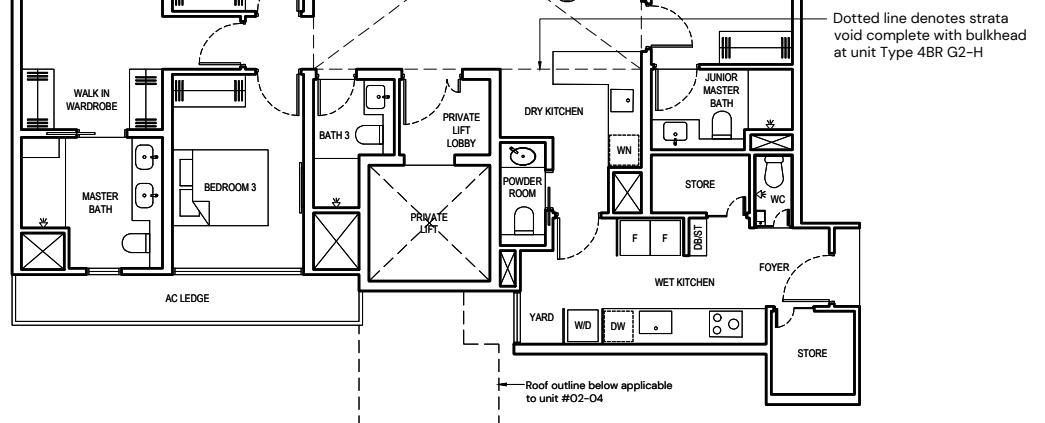 Dotted line denotes strata
void complete with bulkhead
at unit Type 4BR G2-H
WALK IN
WARDROBE
JUNIOR
MASTER
BATH
DRY KITCHEN
PRIVATE
LIFT
LOBBY
BATH 3
WN
MASTER
BATH
BEDROOM 3
POWDER
ROOM
STORE
WC
PRIVATE
LIFT
F
F
DB/ST
FOYER
WET KITCHEN
AC LEDGE
YARD
W/D
DW
STORE
Roof outline below applicable
to unit #02-04